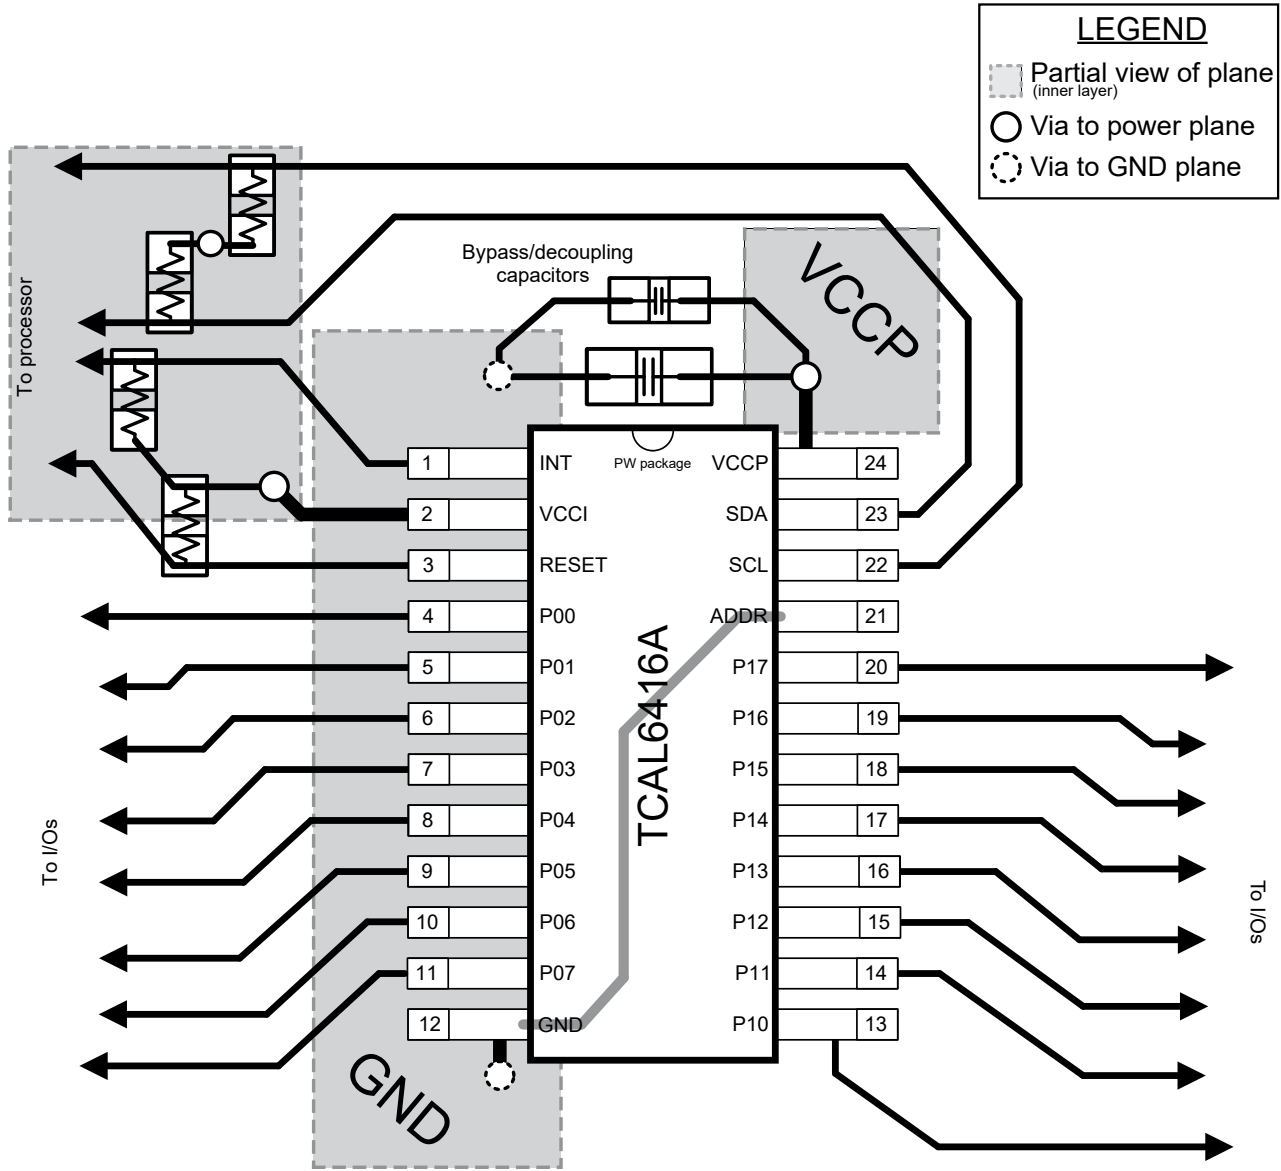 LEGEND
Partial view of plane
(inner layer)
Via to power plane
Via to GND plane
Bypass/decoupling
capacitors
VCCP
To processor
PW package
1 INT VCCP 24
2 VCCI SDA 23
3 RESET SCL 22
4 P00 ADDR 21
5 P01 P17 20
6 P02 P16 19
7 P03 P15 18
8 P04 P14 17
9 P05 P13 16
10 P06 P12 15
11 P07 P11 14
12 GND P10 13
TCAL6416A
To I/Os
To I/Os
GND